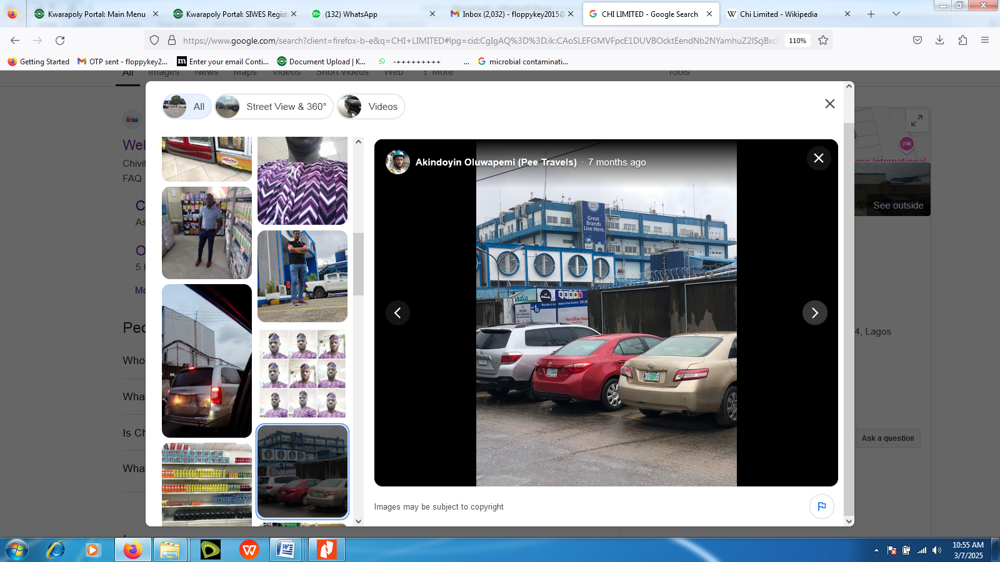 Kwarapoly Portal: Main Menu
Kwarapoly Portal: SIWES Regist
(132) WhatsApp
Inbox (2,032) - floppykey2015@
CHI LIMITED - Google Search
Chi Limited - Wikipedia
https://www.google.com/search?client=firefox-b-e&q=CHI+LIMITED#lpg=cid:CgIgAQ%3D%3D,ik:
110%
Getting Started
OTP sent - floppykey2...
Enter your email Conti...
Document Upload | K...
-+++++++++ ...
microbial contaminati...
All
Images
News
Maps
Videos
Short videos
Web
More
Tools
All
Street View & 360°
Videos
Wel
Chivit
FAQ
C
As
O
5
Mo
Peo
Who
What
Is Ch
What
chivita
Akindoyin Oluwapemi (Pee Travels) · 7 months ago
Great
Brands
Live Here.
See outside
4, Lagos
Ask a question
Images may be subject to copyright
10:55 AM
3/7/2025